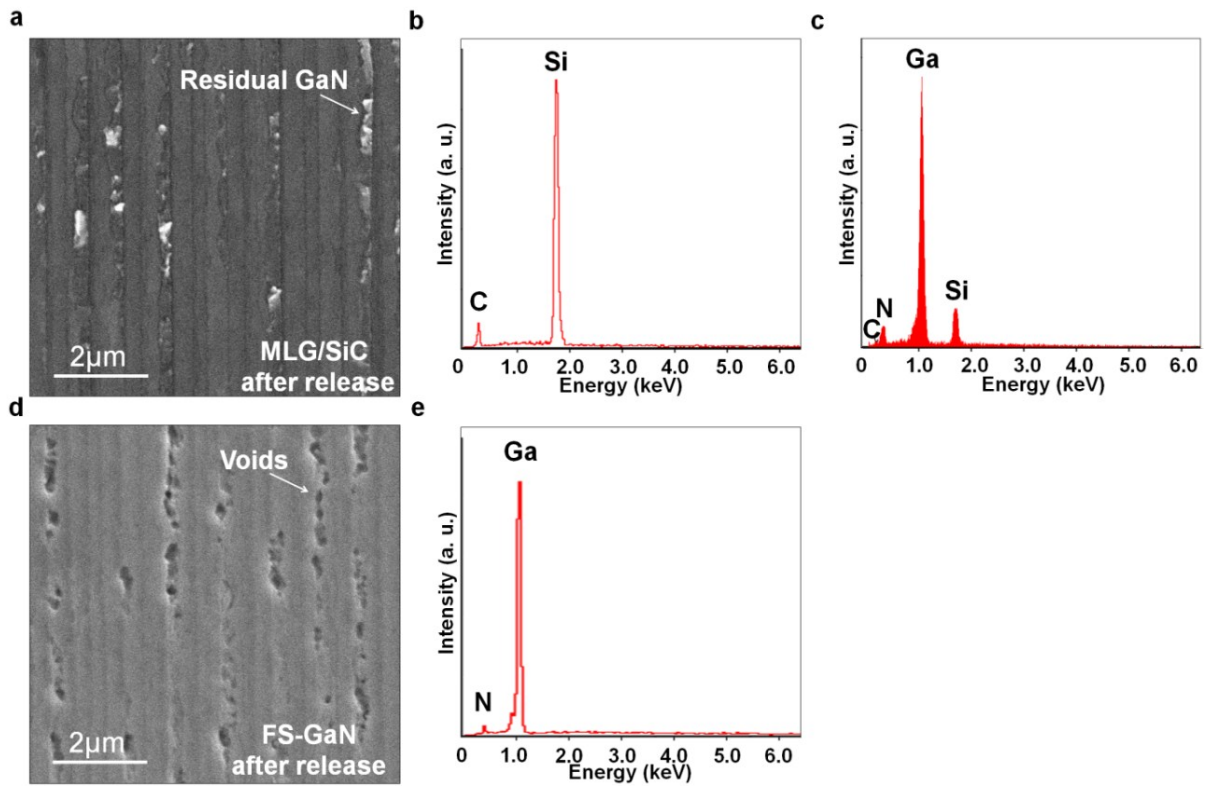 a
Residual GaN
2µm
MLG/SiC
after release
b
Si
C
Intensity (a. u.)
0 1.0 2.0 3.0 4.0 5.0 6.0
Energy (keV)
c
Ga
N
C
Si
Intensity (a. u.)
0 1.0 2.0 3.0 4.0 5.0 6.0
Energy (keV)
d
Voids
2µm
FS-GaN
after release
e
Ga
N
Intensity (a. u.)
0 1.0 2.0 3.0 4.0 5.0 6.0
Energy (keV)